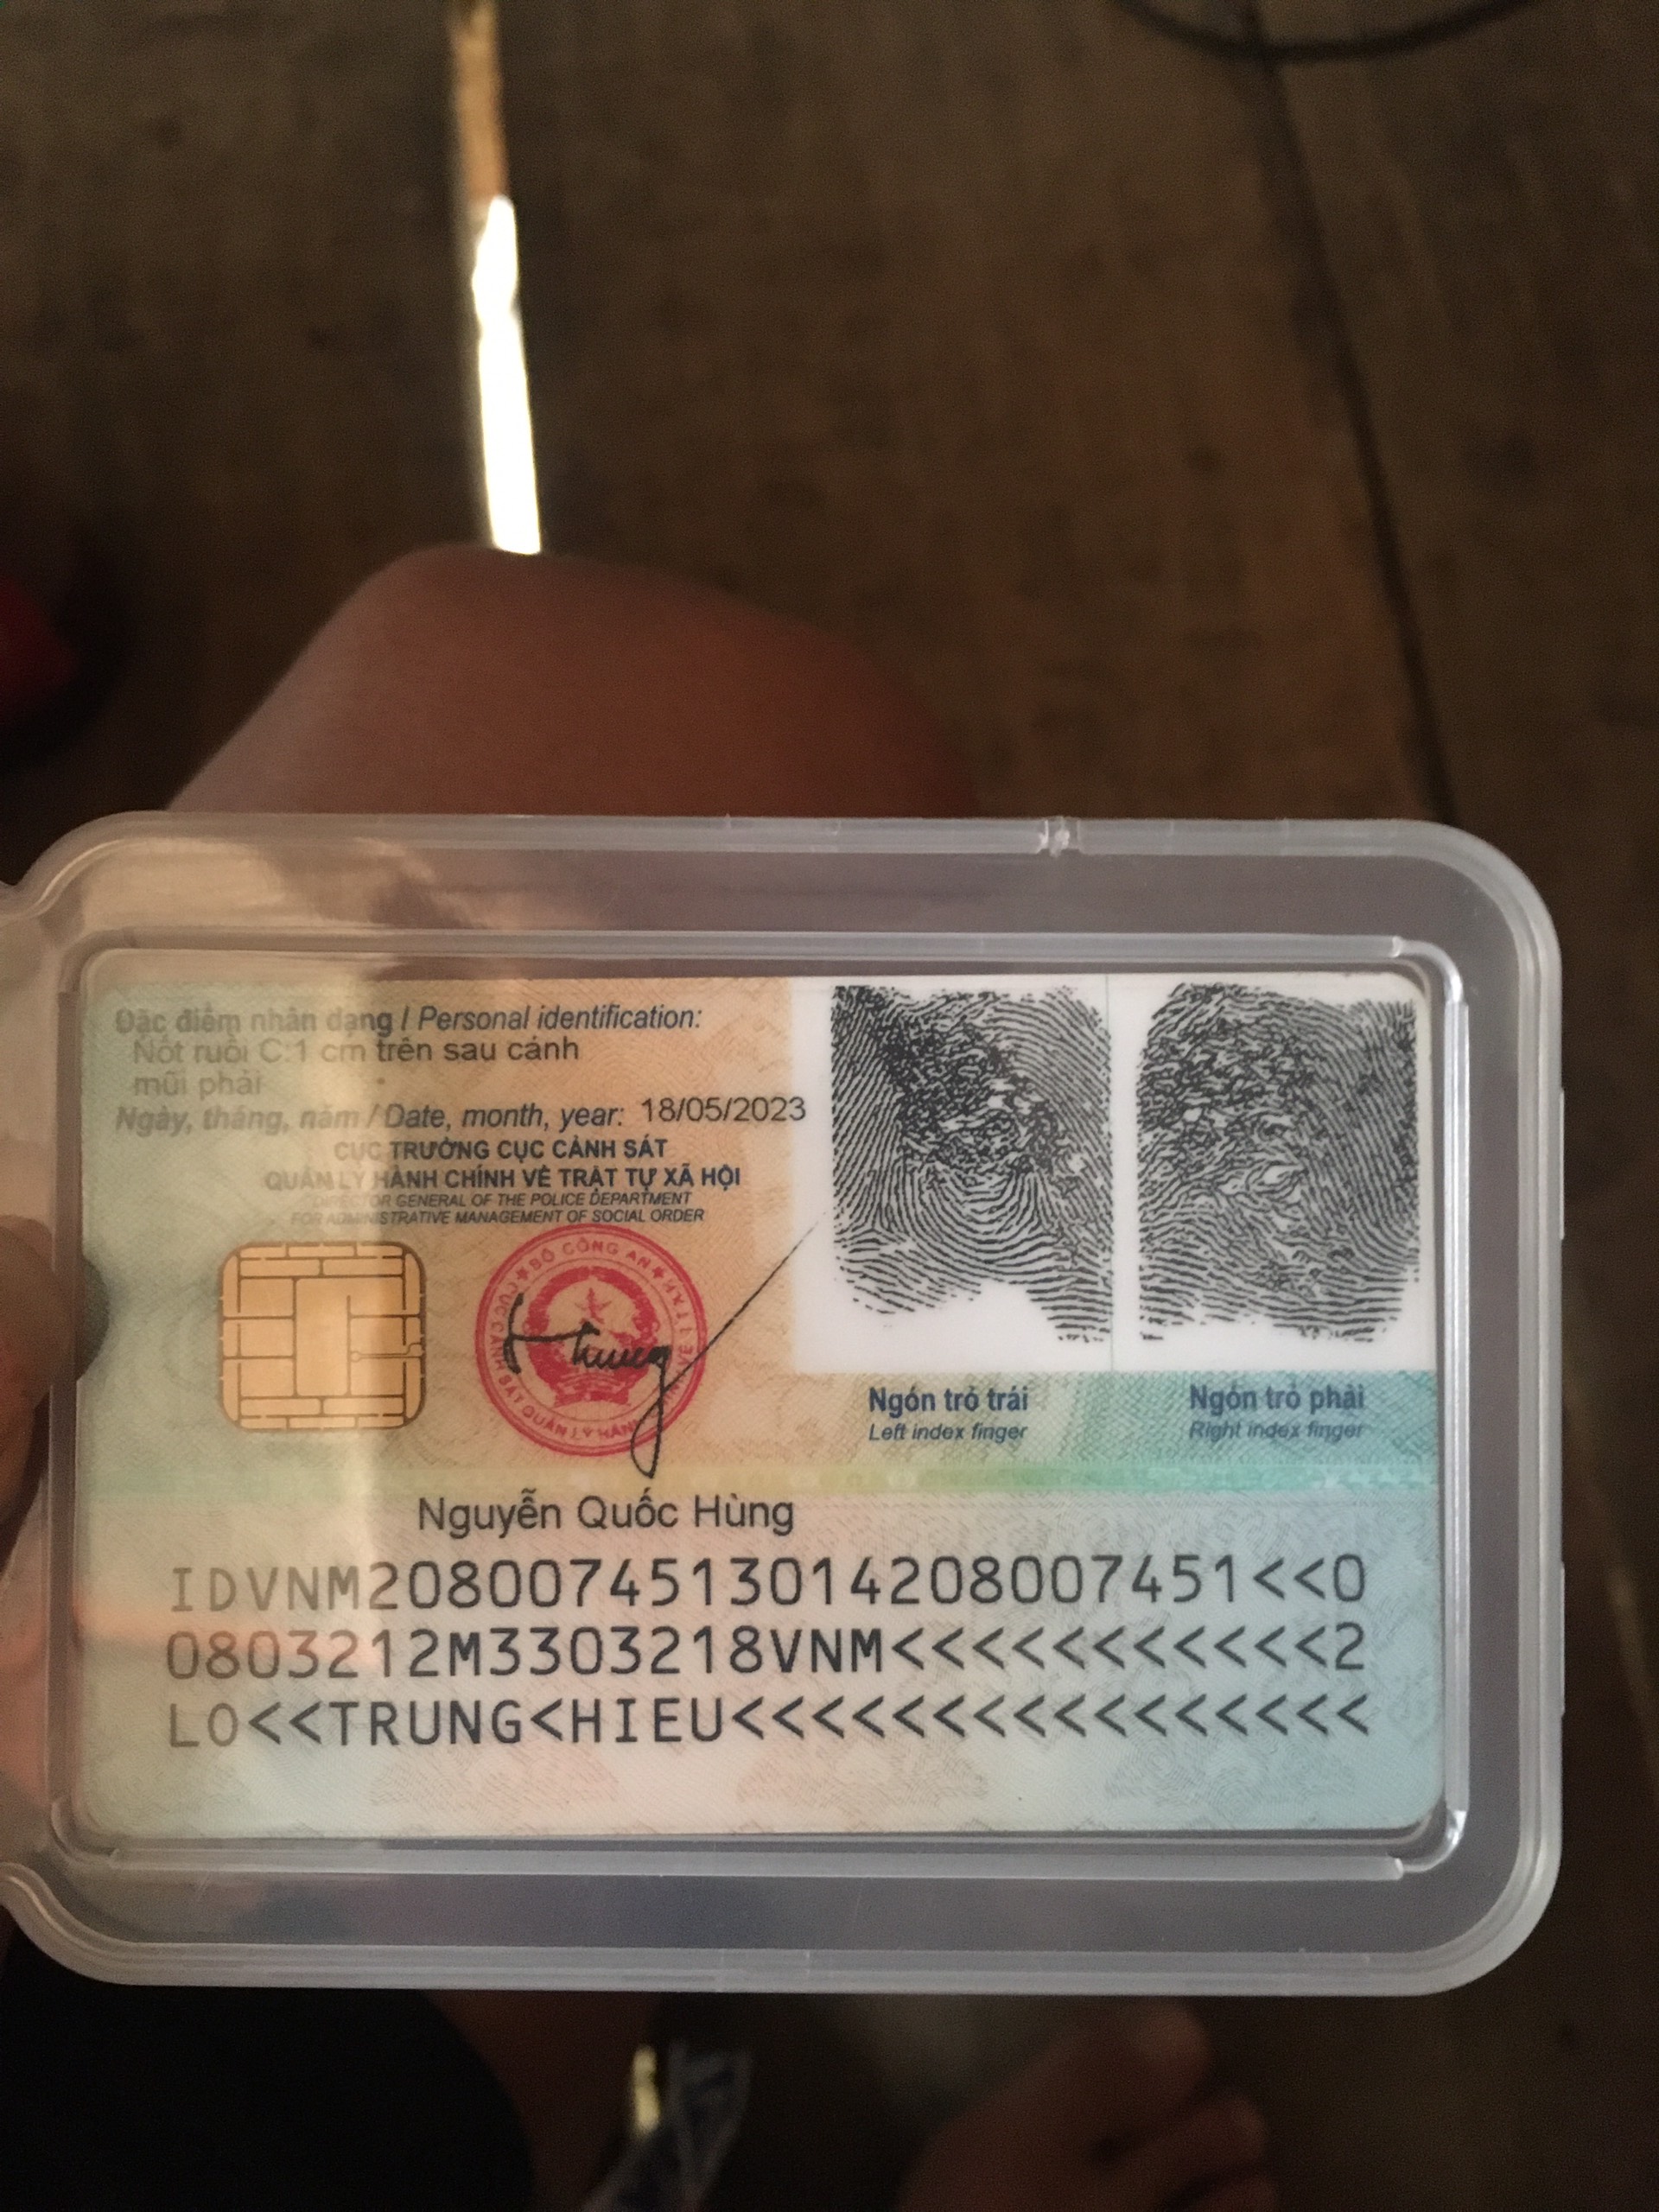 Đặc điểm nhân dạng / Personal identification:
Nốt ruồi C:1 cm trên sau cánh
mũi phải
Ngày, tháng, năm / Date, month, year: 18/05/2023
CỤC TRƯỞNG CỤC CẢNH SÁT
QUẢN LÝ HÀNH CHÍNH VỀ TRẬT TỰ XÃ HỘI
DIRECTOR GENERAL OF THE POLICE DEPARTMENT
FOR ADMINISTRATIVE MANAGEMENT OF SOCIAL ORDER
BỘ CÔNG AN
Ngón trỏ trái
Left index finger
Ngón trỏ phải
Right index finger
Nguyễn Quốc Hùng
IDVNM2080074513014208007451<<0
0803212M3303218VNM<<<<<<<<<<<2
LO<<TRUNG<HIEU<<<<<<<<<<<<<<<<